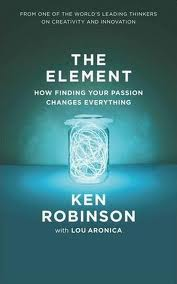 FROM ONE OF THE WORLD'S LEADING THINKERS
ON CREATIVITY AND INNOVATION
THE
ELEMENT
HOW FINDING YOUR PASSION
CHANGES EVERYTHING
KEN
ROBINSON
with LOU ARONICA